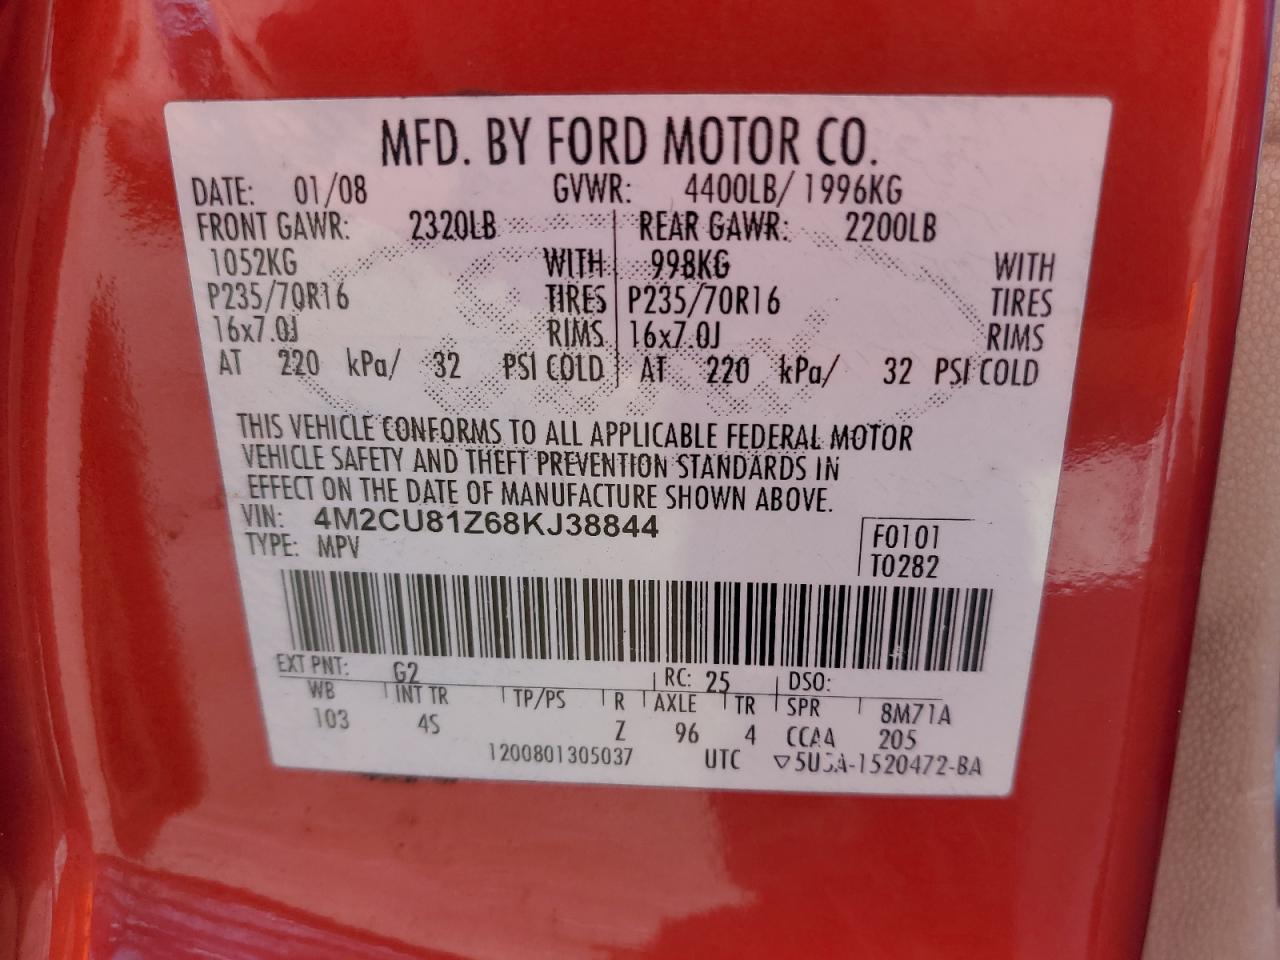 MFD. BY FORD MOTOR CO.
DATE: 01/08 GVWR: 4400LB/ 1996KG
FRONT GAWR: 2320LB REAR GAWR: 2200LB
1052KG WITH 998KG WITH
P235/70R16 TIRES P235/70R16 TIRES
16x7.0J RIMS 16x7.0J RIMS
AT 220 kPa/ 32 PSI COLD AT 220 kPa/ 32 PSI COLD
THIS VEHICLE CONFORMS TO ALL APPLICABLE FEDERAL MOTOR
VEHICLE SAFETY AND THEFT PREVENTION STANDARDS IN
EFFECT ON THE DATE OF MANUFACTURE SHOWN ABOVE.
VIN: 4M2CU81Z68KJ38844 F0101
TYPE: MPV T0282
EXT PNT: G2 RC: 25 DSO:
WB INT TR TP/PS R AXLE TR SPR 8M71A
103 4S Z 96 4 CCAA 205
1200801305037 UTC